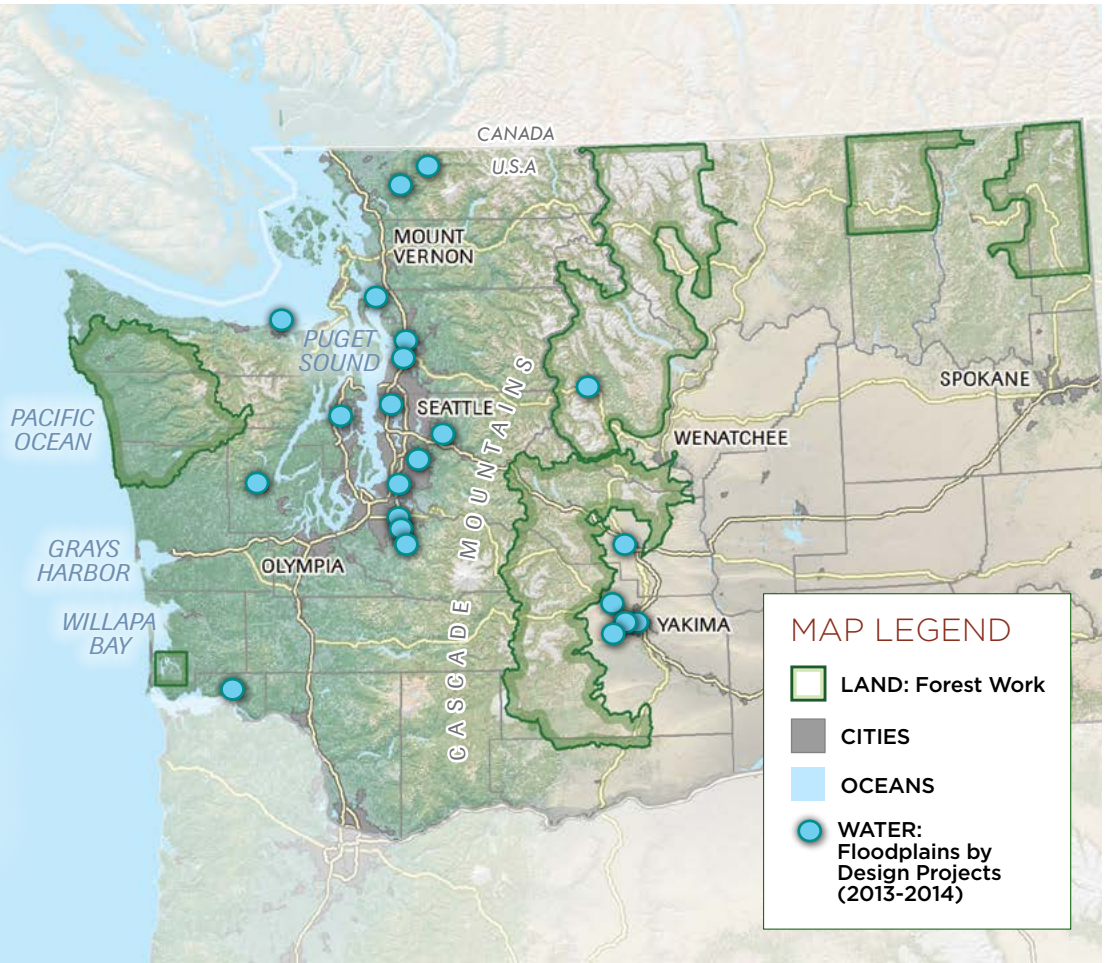 CANADA
U.S.A
MOUNT
VERNON
PUGET
SOUND
SPOKANE
PACIFIC
OCEAN
SEATTLE
WENATCHEE
CASCADE MOUNTAINS
GRAYS
HARBOR
OLYMPIA
WILLAPA
BAY
YAKIMA
MAP LEGEND
LAND: Forest Work
CITIES
OCEANS
WATER:
Floodplains by
Design Projects
(2013-2014)